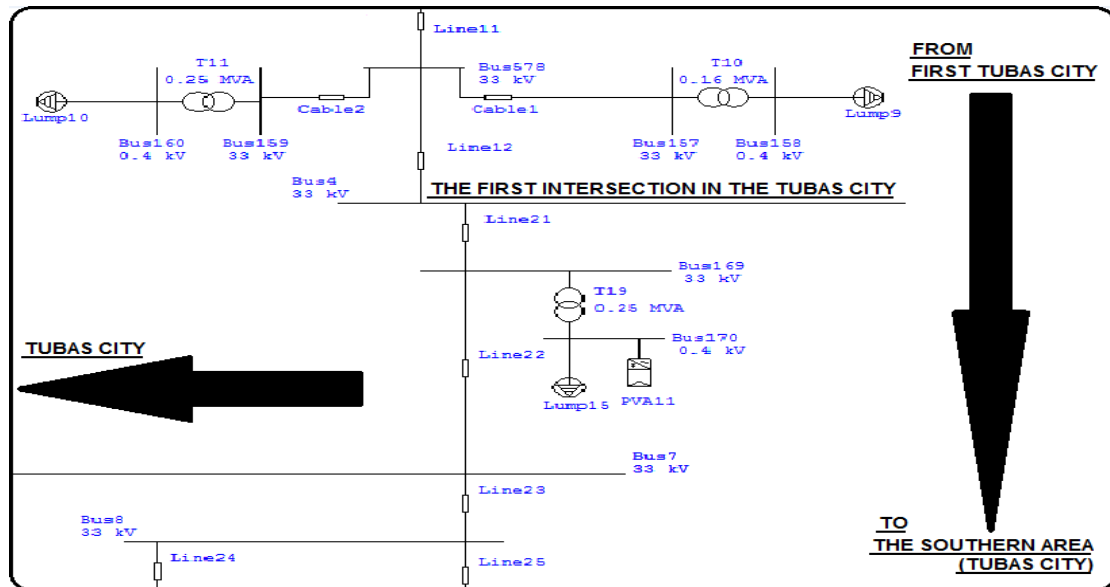 Line11
T11
0.25 MVA
Bus578
33 kV
T10
0.16 MVA
FROM
FIRST TUBAS CITY
Lump10
Cable2
Cable1
Lump9
Bus160
0.4 kV
Bus159
33 kV
Line12
Bus157
33 kV
Bus158
0.4 kV
Bus4
33 kV
THE FIRST INTERSECTION IN THE TUBAS CITY
Line21
Bus169
33 kV
T19
0.25 MVA
TUBAS CITY
Line22
Bus170
0.4 kV
Lump15
PVA11
Bus7
33 kV
Line23
Bus8
33 kV
Line24
Line25
TO
THE SOUTHERN AREA
(TUBAS CITY)